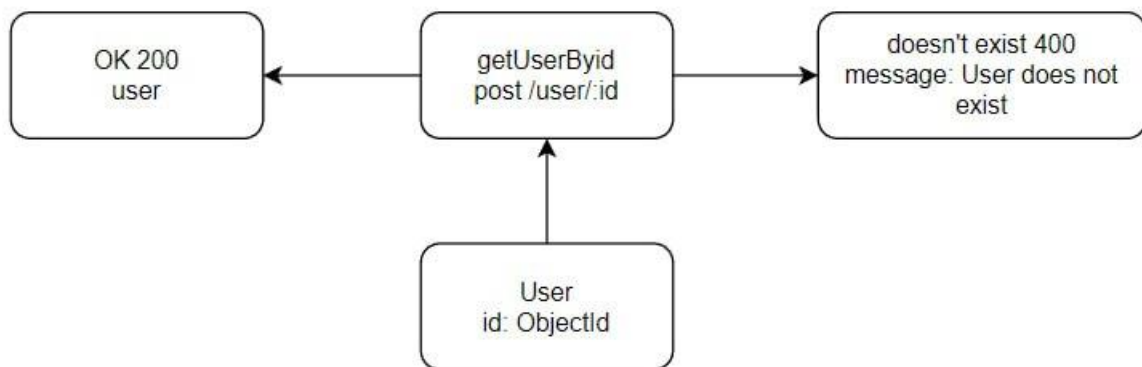 OK 200
user
getUserByid
post /user/:id
doesn't exist 400
message: User does not
exist
User
id: ObjectId